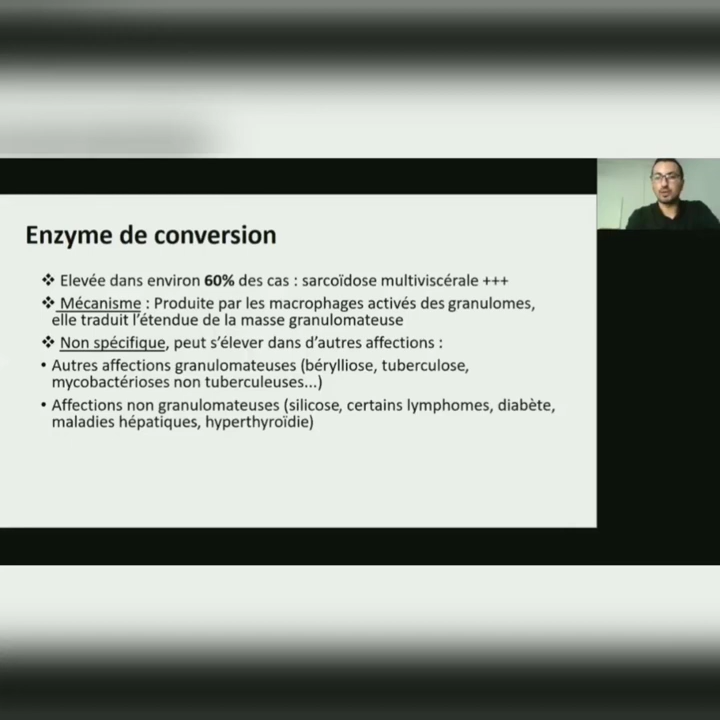 Enzyme de conversion
❖ Elevée dans environ 60% des cas : sarcoïdose multiviscérale +++
❖ Mécanisme : Produite par les macrophages activés des granulomes,
elle traduit l'étendue de la masse granulomateuse
❖ Non spécifique, peut s'élever dans d'autres affections :
• Autres affections granulomateuses (bérylliose, tuberculose,
mycobactérioses non tuberculeuses...)
• Affections non granulomateuses (silicose, certains lymphomes, diabète,
maladies hépatiques, hyperthyroïdie)